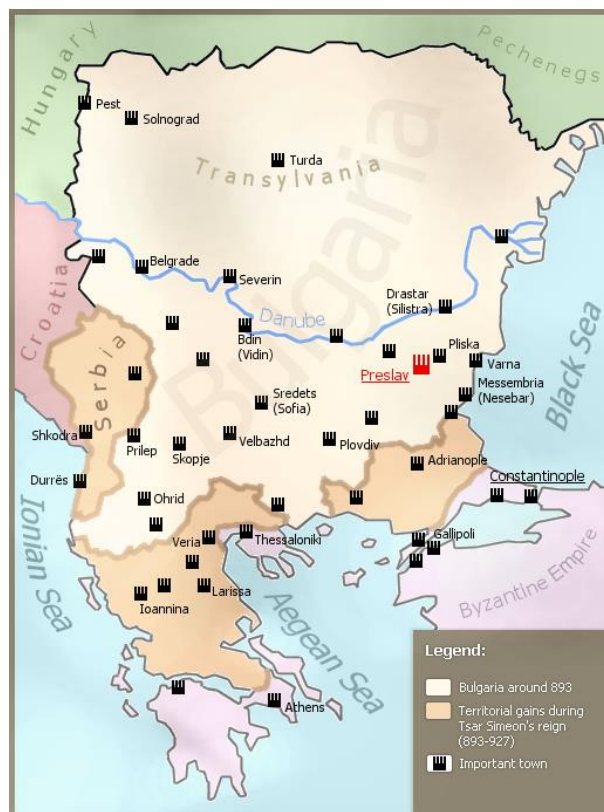 Hungary
Pechenegs
Pest
Solnograd
Turda
Transylvania
Bulgaria
Croatia
Belgrade
Severin
Drastar
(Silistra)
Danube
Bdin
(Vidin)
Pliska
Varna
Preslav
Messembria
(Nesebar)
Black Sea
Serbia
Sredets
(Sofia)
Shkodra
Prilep
Skopje
Velbazhd
Plovdiv
Adrianople
Durrës
Constantinople
Ohrid
Ionian Sea
Veria
Thessaloniki
Gallipoli
Byzantine Empire
Ioannina
Larissa
Aegean Sea
Athens
Legend:
Bulgaria around 893
Territorial gains during
Tsar Simeon's reign
(893-927)
Important town